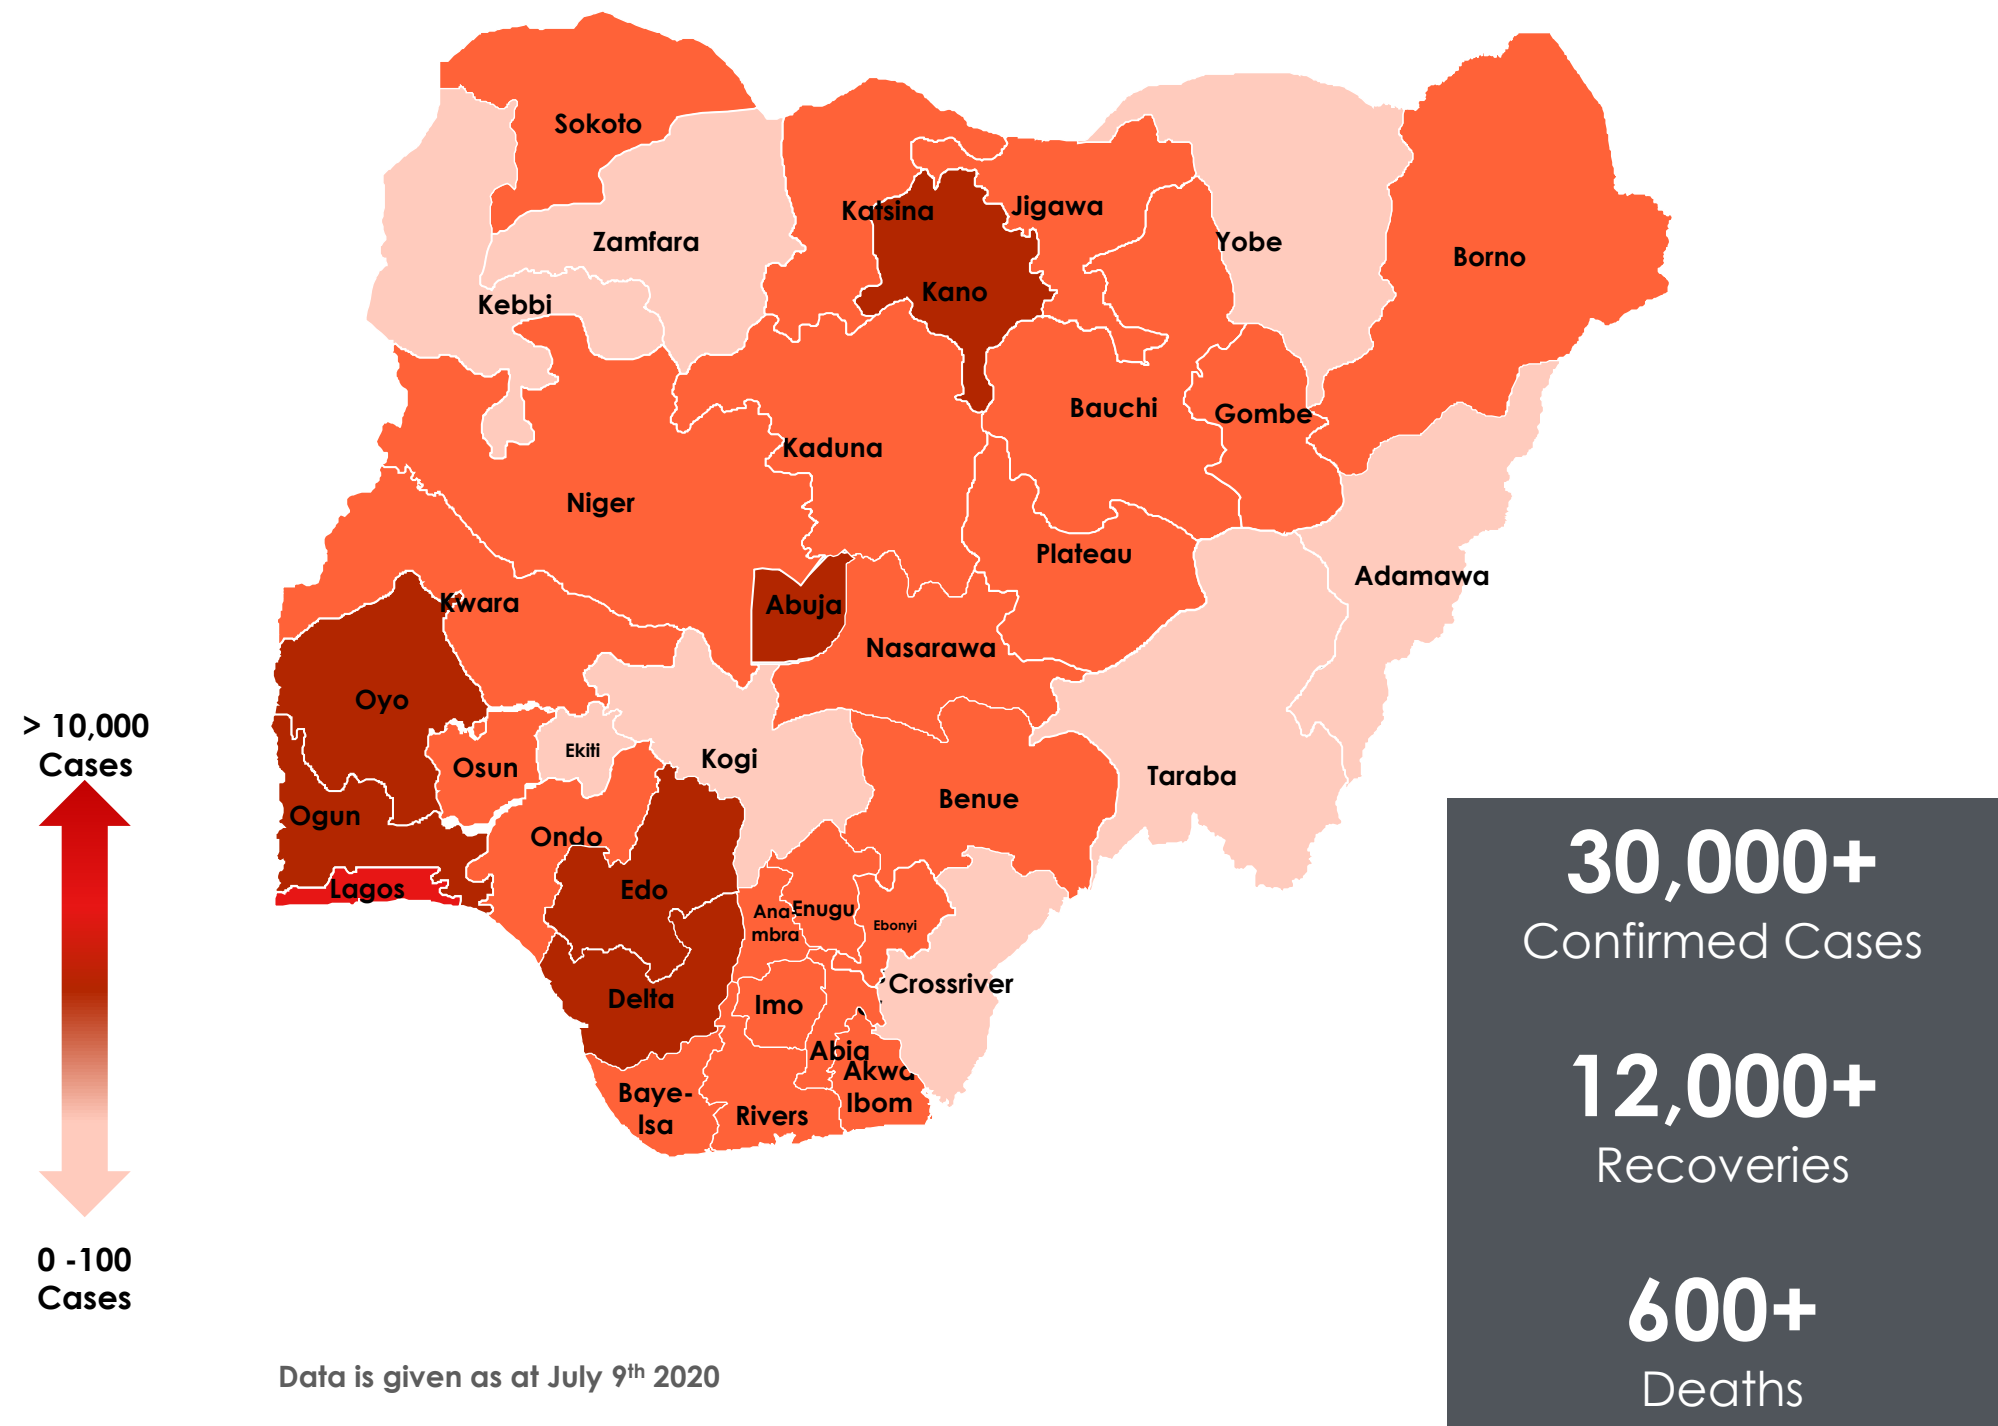 Sokoto
Katsina
Jigawa
Zamfara
Yobe
Borno
Kano
Kebbi
Bauchi
Gombe
Kaduna
Niger
Plateau
Adamawa
Kwara
Abuja
Nasarawa
Oyo
> 10,000
Cases
Osun
Ekiti
Kogi
Taraba
Benue
Ogun
Ondo
Lagos
Edo
Ana-
mbra
Enugu
Ebonyi
Crossriver
Delta
Imo
Abia
Akwa
Ibom
Baye-
lsa
Rivers
0 -100
Cases
30,000+
Confirmed Cases
12,000+
Recoveries
600+
Deaths
Data is given as at July 9th 2020